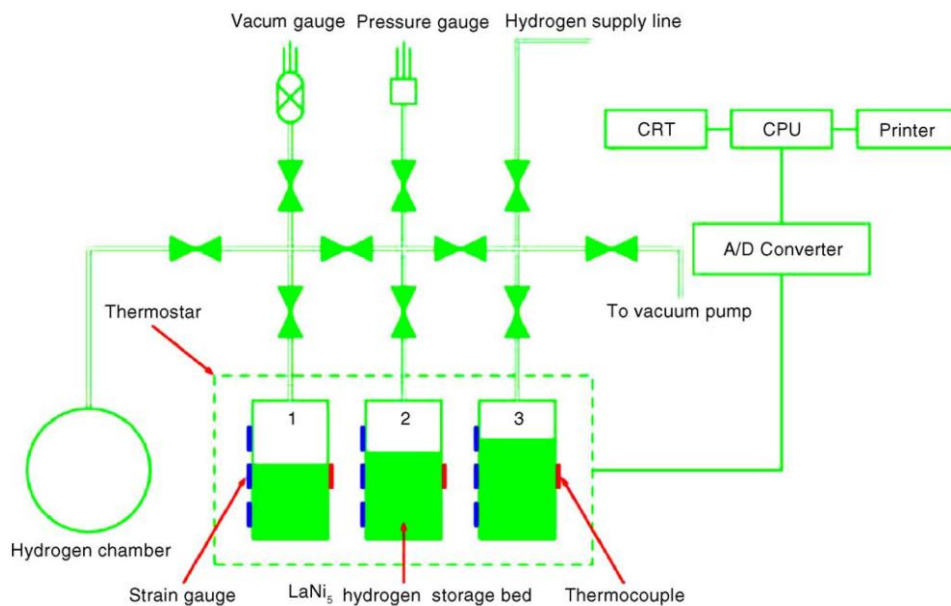 Vacum gauge
Pressure gauge
Hydrogen supply line
CRT
CPU
Printer
A/D Converter
Thermostar
To vacuum pump
1
2
3
Hydrogen chamber
Strain gauge
LaNi₅ hydrogen storage bed
Thermocouple